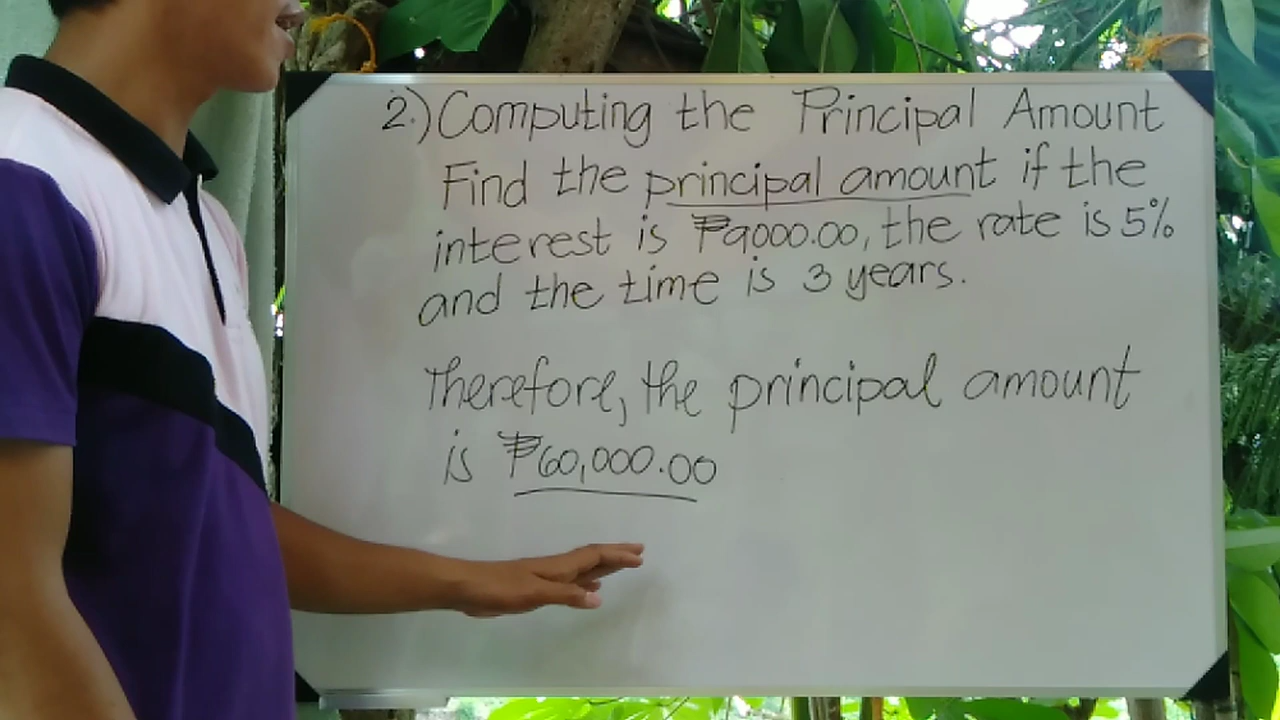 2.) Computing the Principal Amount
Find the principal amount if the
interest is ₱9000.00, the rate is 5%
and the time is 3 years.
Therefore, the principal amount
is ₱60,000.00